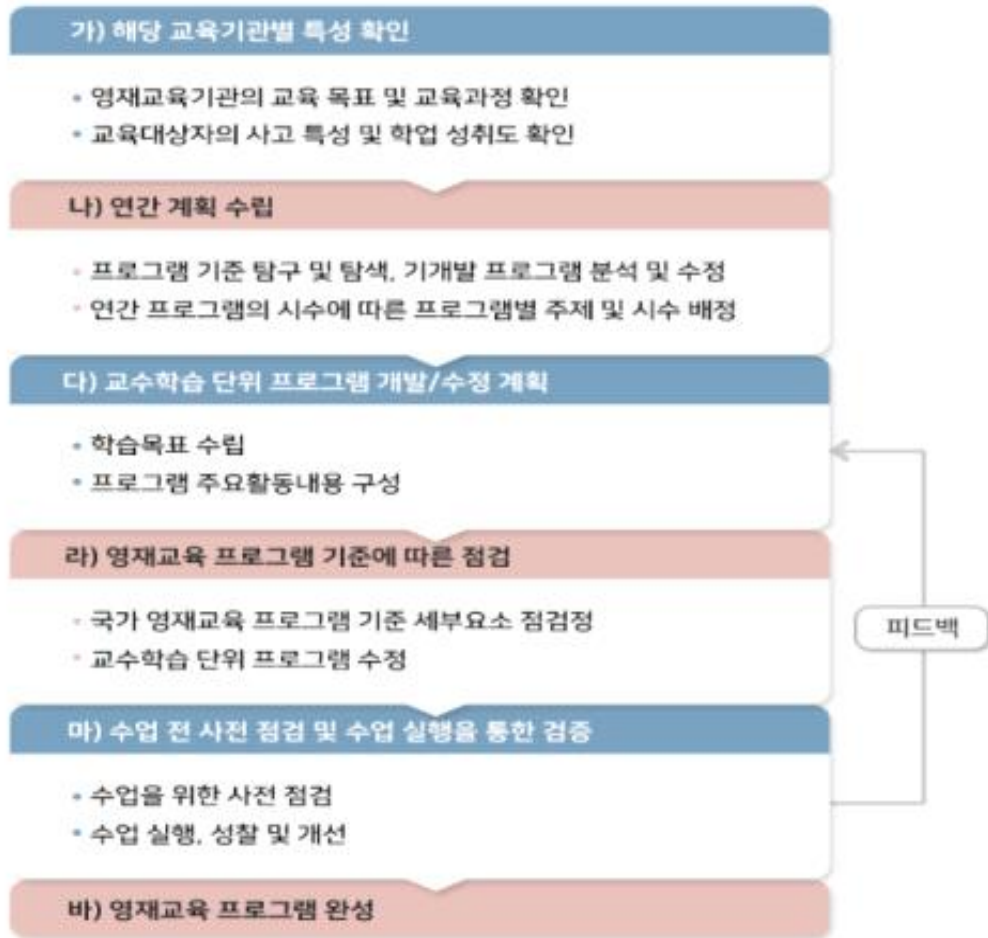 가) 해당 교육기관별 특성 확인
• 영재교육기관의 교육 목표 및 교육과정 확인
• 교육대상자의 사고 특성 및 학업 성취도 확인
나) 연간 계획 수립
• 프로그램 기준 탐구 및 탐색, 기개발 프로그램 분석 및 수정
• 연간 프로그램의 시수에 따른 프로그램별 주제 및 시수 배정
다) 교수학습 단위 프로그램 개발/수정 계획
• 학습목표 수립
• 프로그램 주요활동내용 구성
라) 영재교육 프로그램 기준에 따른 점검
• 국가 영재교육 프로그램 기준 세부요소 점검정
• 교수학습 단위 프로그램 수정
피드백
마) 수업 전 사전 점검 및 수업 실행을 통한 검증
• 수업을 위한 사전 점검
• 수업 실행, 성찰 및 개선
바) 영재교육 프로그램 완성